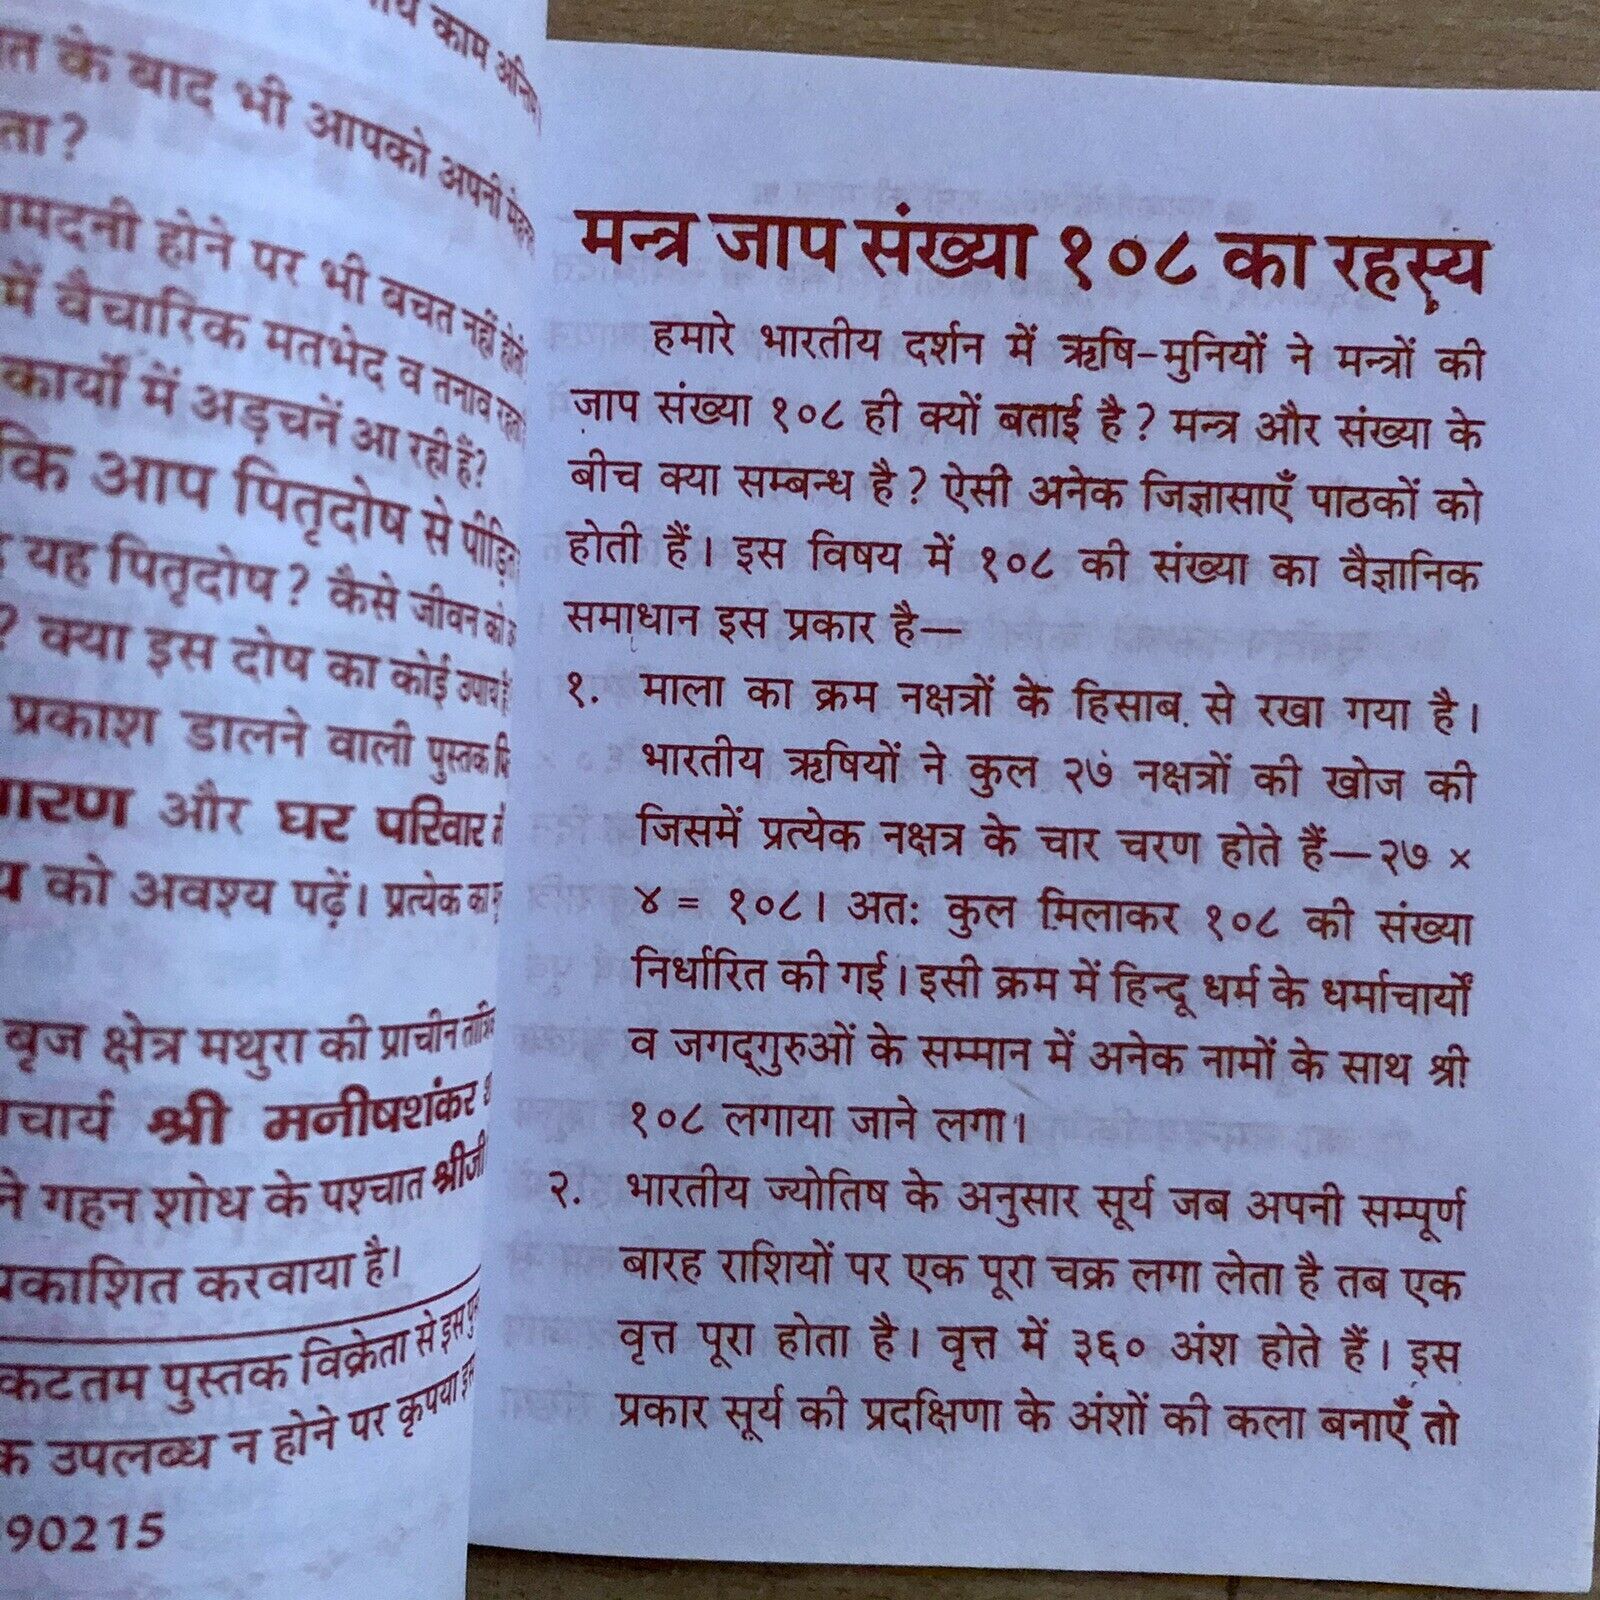 काम
के बाद भी आपको अपनी
ता?
होने पर भी बचत नहीं होती
में वैचारिक मतभेद व तनाव
कार्यों में अड़चनें आ रही हैं?
कि आप पितृदोष से
यह पितृदोष? कैसे जीवन को
? क्या इस दोष का कोई उपाय
प्रकाश डालने वाली पुस्तक
और घर परिवार
को अवश्य पढ़ें। प्रत्येक का
बृज क्षेत्र मथुरा की प्राचीन
श्री मनीषशंकर
ने गहन शोध के पश्चात श्रीजी
करवाया है।
पुस्तक विक्रेता से इस
उपलब्ध न होने पर कृपया इस
90215
मन्त्र जाप संख्या १०८ का रहस्य
हमारे भारतीय दर्शन में ऋषि-मुनियों ने मन्त्रों की
जाप संख्या १०८ ही क्यों बताई है? मन्त्र और संख्या के
बीच क्या सम्बन्ध है? ऐसी अनेक जिज्ञासाएँ पाठकों को
होती हैं। इस विषय में १०८ की संख्या का वैज्ञानिक
समाधान इस प्रकार है—
१. माला का क्रम नक्षत्रों के हिसाब से रखा गया है।
भारतीय ऋषियों ने कुल २७ नक्षत्रों की खोज की
जिसमें प्रत्येक नक्षत्र के चार चरण होते हैं—२७ ×
४ = १०८। अतः कुल मिलाकर १०८ की संख्या
निर्धारित की गई। इसी क्रम में हिन्दू धर्म के धर्माचार्यों
व जगद्‌गुरुओं के सम्मान में अनेक नामों के साथ श्री
१०८ लगाया जाने लगा।
२. भारतीय ज्योतिष के अनुसार सूर्य जब अपनी सम्पूर्ण
बारह राशियों पर एक पूरा चक्र लगा लेता है तब एक
वृत्त पूरा होता है। वृत्त में ३६० अंश होते हैं। इस
प्रकार सूर्य की प्रदक्षिणा के अंशों की कला बनाएँ तो